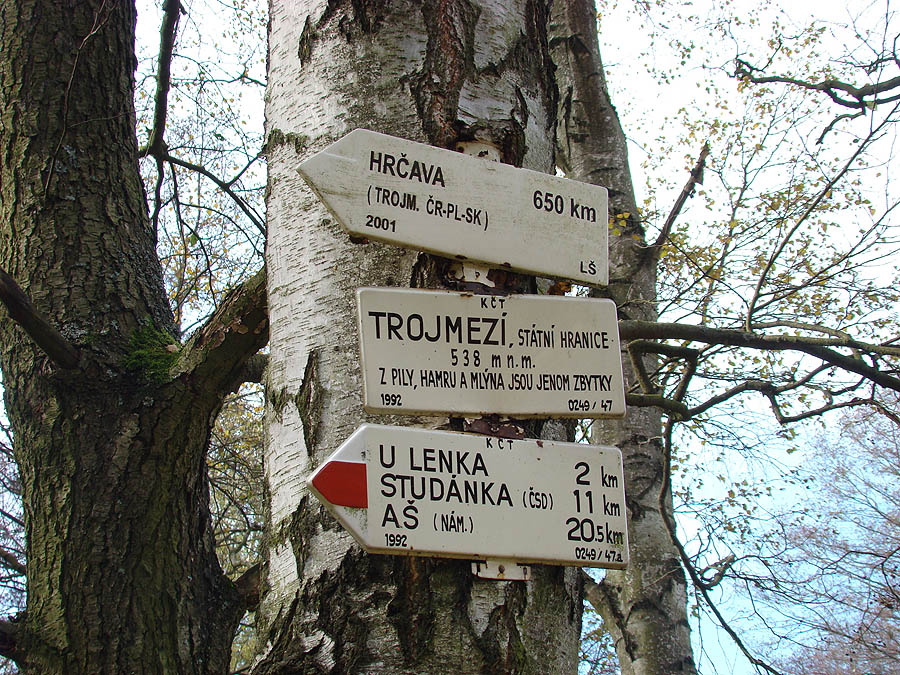 HRČAVA
650 km
(TROJM. ČR-PL-SK)
2001
LŠ
KČT
TROJMEZÍ, STÁTNÍ HRANICE
538 m n.m.
Z PILY, HAMRU A MLÝNA JSOU JENOM ZBYTKY
1992 0249 / 47
KČT
U LENKA 2 km
STUDÁNKA (ČSD) 11 km
AŠ (NÁM.) 20.5 km
1992 0249/ 47.a